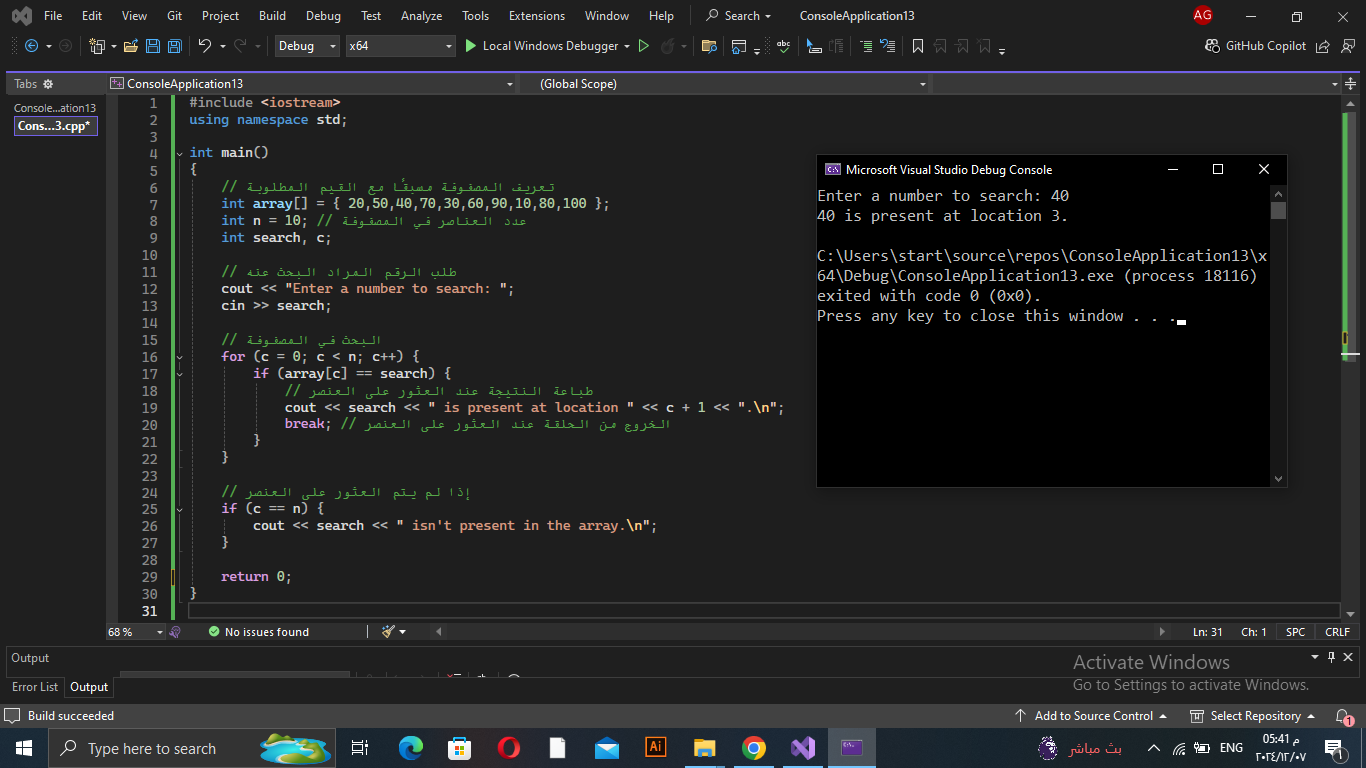 File Edit View Git Project Build Debug Test Analyze Tools Extensions Window Help Search ConsoleApplication13 AG
Debug x64 Local Windows Debugger GitHub Copilot
Tabs ConsoleApplication13 (Global Scope)
Console...ation13
Cons...3.cpp*
1 #include <iostream>
2 using namespace std;
3
4 int main()
5 {
6 // تعريف المصفوفة مسبقًا مع القيم المطلوبة
7 int array[] = { 20,50,40,70,30,60,90,10,80,100 };
8 int n = 10; // عدد العناصر في المصفوفة
9 int search, c;
10
11 // طلب الرقم المراد البحث عنه
12 cout << "Enter a number to search: ";
13 cin >> search;
14
15 // البحث في المصفوفة
16 for (c = 0; c < n; c++) {
17 if (array[c] == search) {
18 // طباعة النتيجة عند العثور على العنصر
19 cout << search << " is present at location " << c + 1 << ".\n";
20 break; // الخروج من الحلقة عند العثور على العنصر
21 }
22 }
23
24 // إذا لم يتم العثور على العنصر
25 if (c == n) {
26 cout << search << " isn't present in the array.\n";
27 }
28
29 return 0;
30 }
31
Microsoft Visual Studio Debug Console
Enter a number to search: 40
40 is present at location 3.
C:\Users\start\source\repos\ConsoleApplication13\x
64\Debug\ConsoleApplication13.exe (process 18116)
exited with code 0 (0x0).
Press any key to close this window . . .
68 % No issues found Ln: 31 Ch: 1 SPC CRLF
Output
Error List Output
Activate Windows
Go to Settings to activate Windows.
Build succeeded Add to Source Control Select Repository 1
Type here to search Ai بث مباشر ENG 05:41 م 1
٢٠٢٤/١٢/٠٧